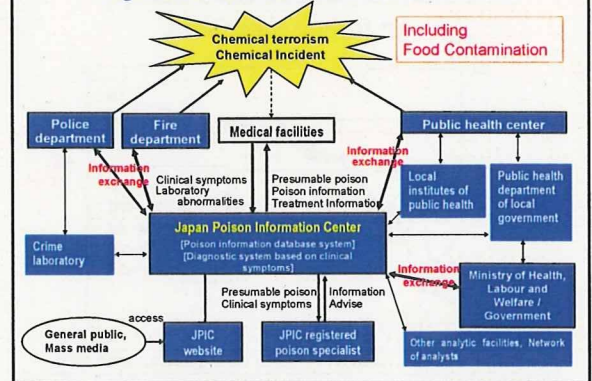 Chemical terrorism
Chemical Incident
Including
Food Contamination
Police
department
Fire
department
Medical facilities
Public health center
Information
exchange
Clinical symptoms
Laboratory
abnormalities
Presumable poison
Poison information
Treatment Information
Information
exchange
Local
institutes of
public health
Public health
department
of local
government
Crime
laboratory
Japan Poison Information Center
[Poison information database system]
[Diagnostic system based on clinical
symptoms]
Information
exchange
Ministry of Health,
Labour and
Welfare /
Government
Presumable poison
Clinical symptoms
Information
Advise
access
General public,
Mass media
JPIC
website
JPIC registered
poison specialist
Other analytic facilities, Network
of analysts